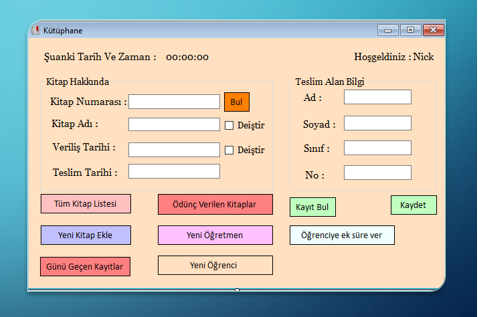 Kütüphane
Şuanki Tarih Ve Zaman : 00:00:00
Hoşgeldiniz : Nick
Kitap Hakkında
Kitap Numarası :
Bul
Kitap Adı :
Deiştir
Veriliş Tarihi :
Deiştir
Teslim Tarihi :
Teslim Alan Bilgi
Ad :
Soyad :
Sınıf :
No :
Tüm Kitap Listesi
Ödünç Verilen Kitaplar
Kayıt Bul
Kaydet
Yeni Kitap Ekle
Yeni Öğretmen
Öğrenciye ek süre ver
Günü Geçen Kayıtlar
Yeni Öğrenci